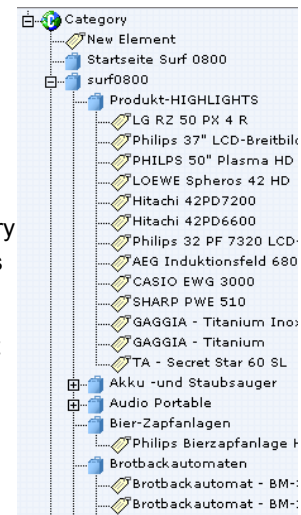 Category
New Element
Startseite Surf 0800
surf0800
Produkt-HIGHLIGHTS
LG RZ 50 PX 4 R
Philips 37" LCD-Breitbild
PHILPS 50" Plasma HD
LOEWE Spheros 42 HD
Hitachi 42PD7200
Hitachi 42PD6600
Philips 32 PF 7320 LCD-
AEG Induktionsfeld 680
CASIO EWG 3000
SHARP PWE 510
GAGGIA - Titanium Inox
GAGGIA - Titanium
TA - Secret Star 60 SL
Akku -und Staubsauger
Audio Portable
Bier-Zapfanlagen
Philips Bierzapfanlage H
Brotbackautomaten
Brotbackautomat - BM-
Brotbackautomat - BM-